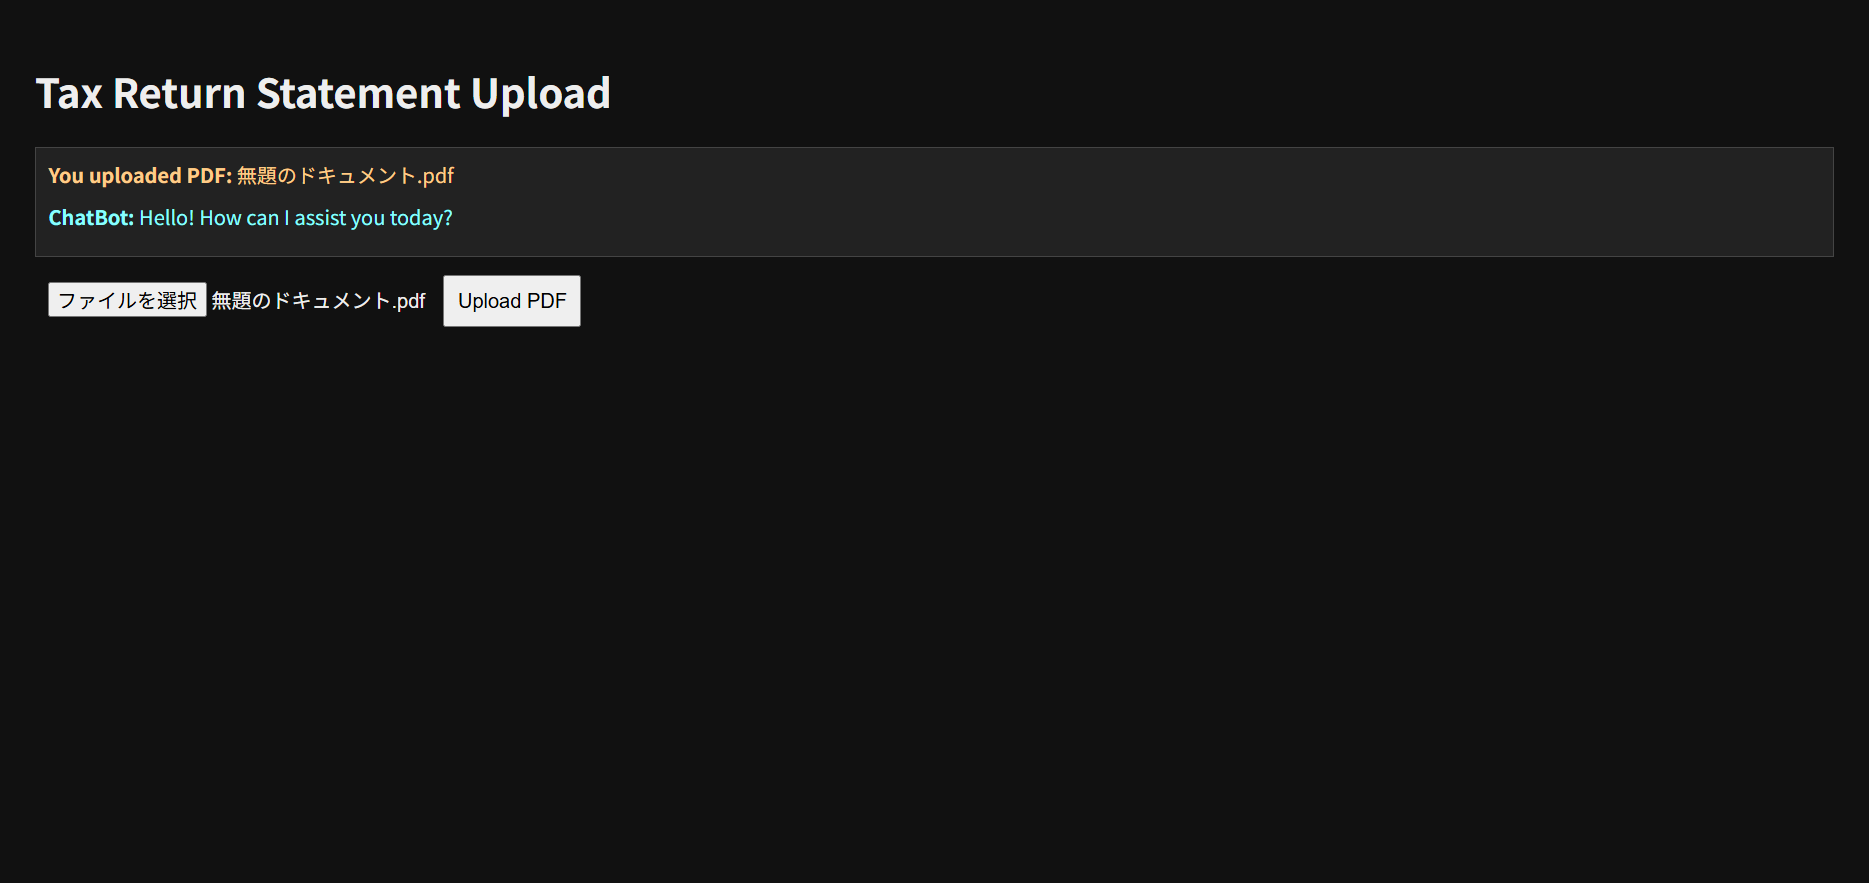 Tax Return Statement Upload
You uploaded PDF: 無題のドキュメント.pdf
ChatBot: Hello! How can I assist you today?
ファイルを選択 無題のドキュメント.pdf Upload PDF